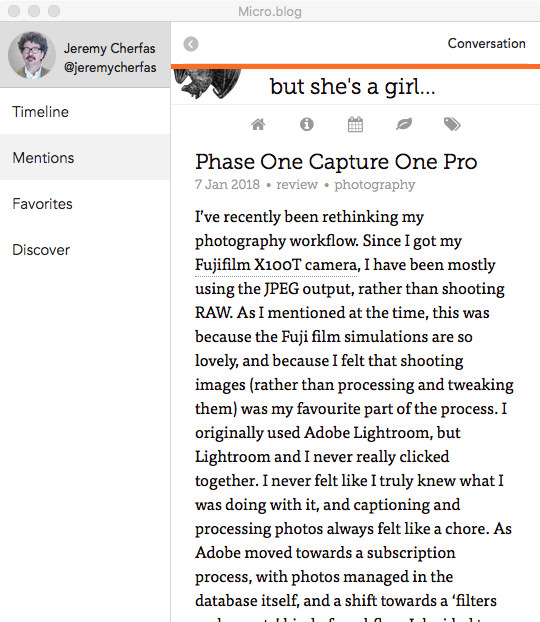 Micro.blog
Jeremy Cherfas
@jeremycherfas
Timeline
Mentions
Favorites
Discover
Conversation
but she's a girl...
Phase One Capture One Pro
7 Jan 2018 • review • photography
I’ve recently been rethinking my
photography workflow. Since I got my
Fujifilm X100T camera, I have been mostly
using the JPEG output, rather than shooting
RAW. As I mentioned at the time, this was
because the Fuji film simulations are so
lovely, and because I felt that shooting
images (rather than processing and tweaking
them) was my favourite part of the process. I
originally used Adobe Lightroom, but
Lightroom and I never really clicked
together. I never felt like I truly knew what I
was doing with it, and captioning and
processing photos always felt like a chore. As
Adobe moved towards a subscription
process, with photos managed in the
database itself, and a shift towards a ‘filters